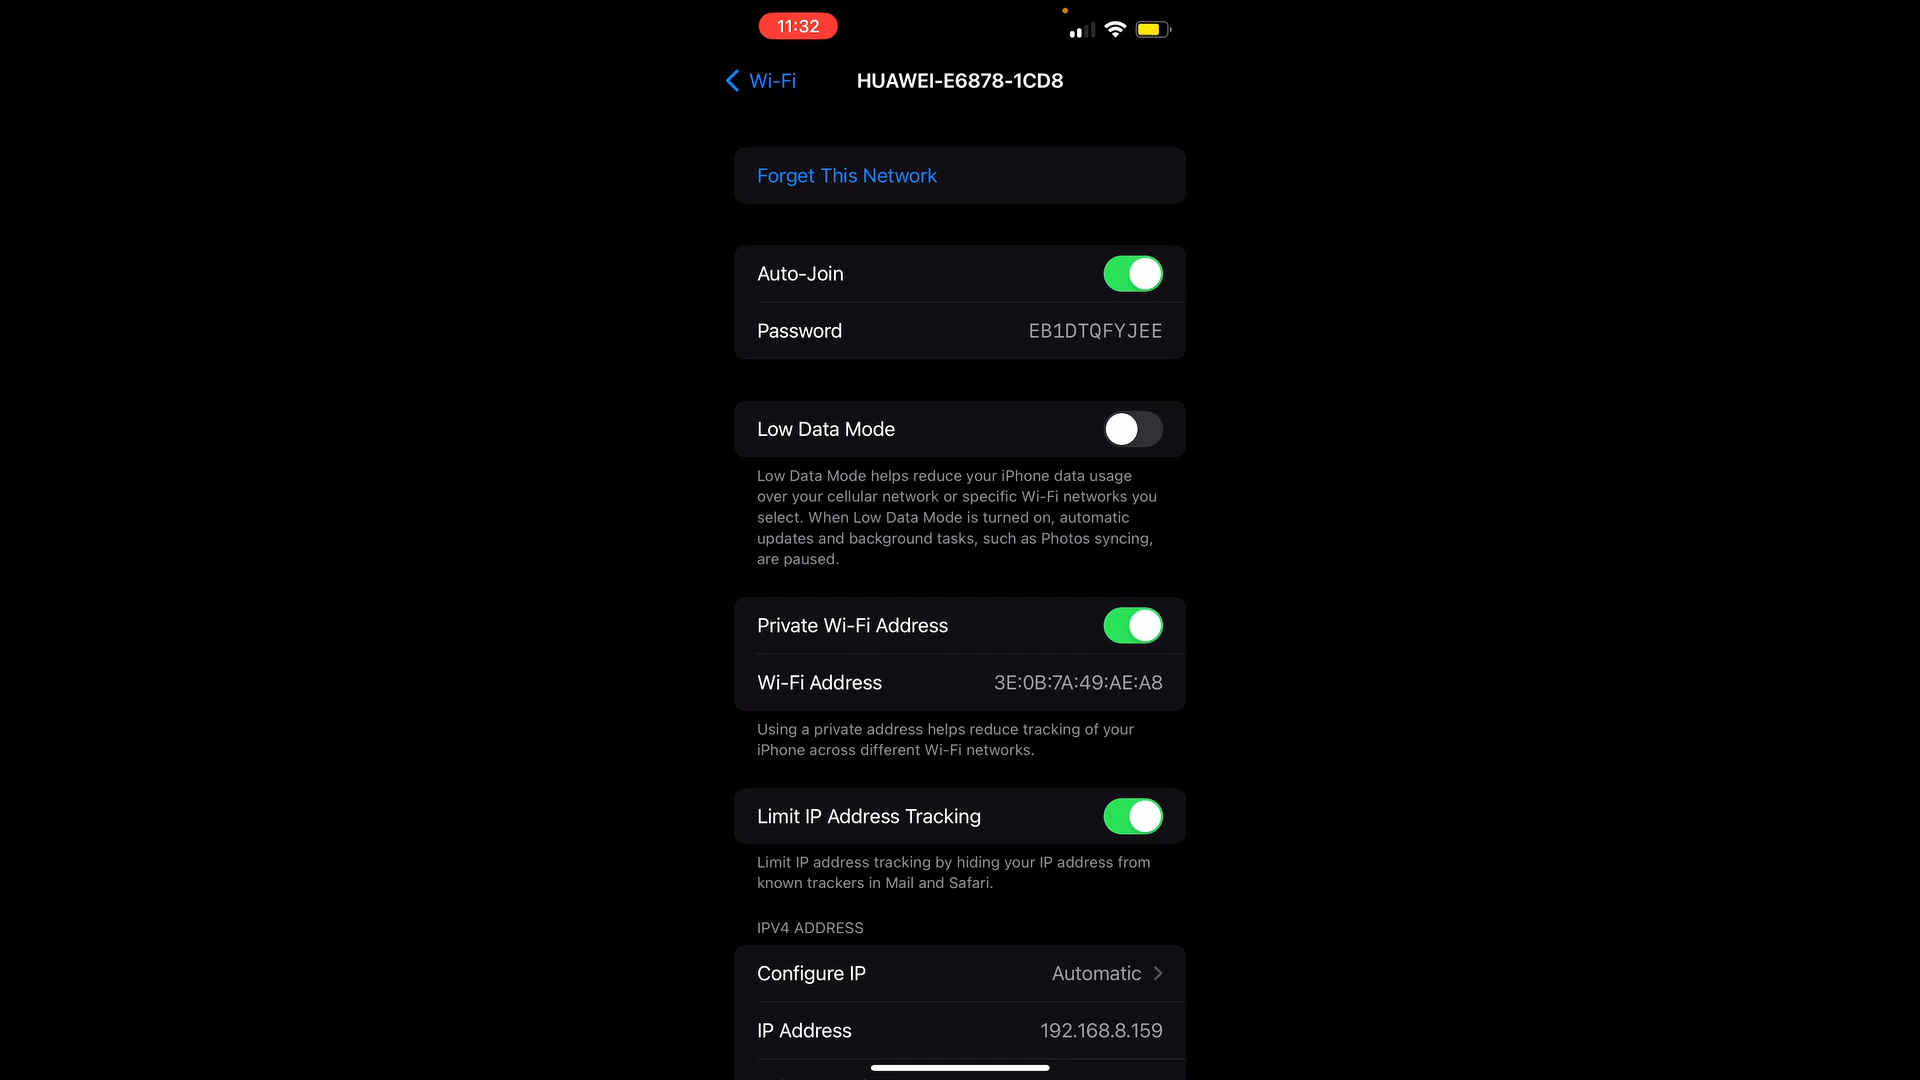 11:32
Wi-Fi
HUAWEI-E6878-1CD8
Forget This Network
Auto-Join
Password EB1DTQFYJEE
Low Data Mode
Low Data Mode helps reduce your iPhone data usage
over your cellular network or specific Wi-Fi networks you
select. When Low Data Mode is turned on, automatic
updates and background tasks, such as Photos syncing,
are paused.
Private Wi-Fi Address
Wi-Fi Address 3E:0B:7A:49:AE:A8
Using a private address helps reduce tracking of your
iPhone across different Wi-Fi networks.
Limit IP Address Tracking
Limit IP address tracking by hiding your IP address from
known trackers in Mail and Safari.
IPV4 ADDRESS
Configure IP Automatic
IP Address 192.168.8.159